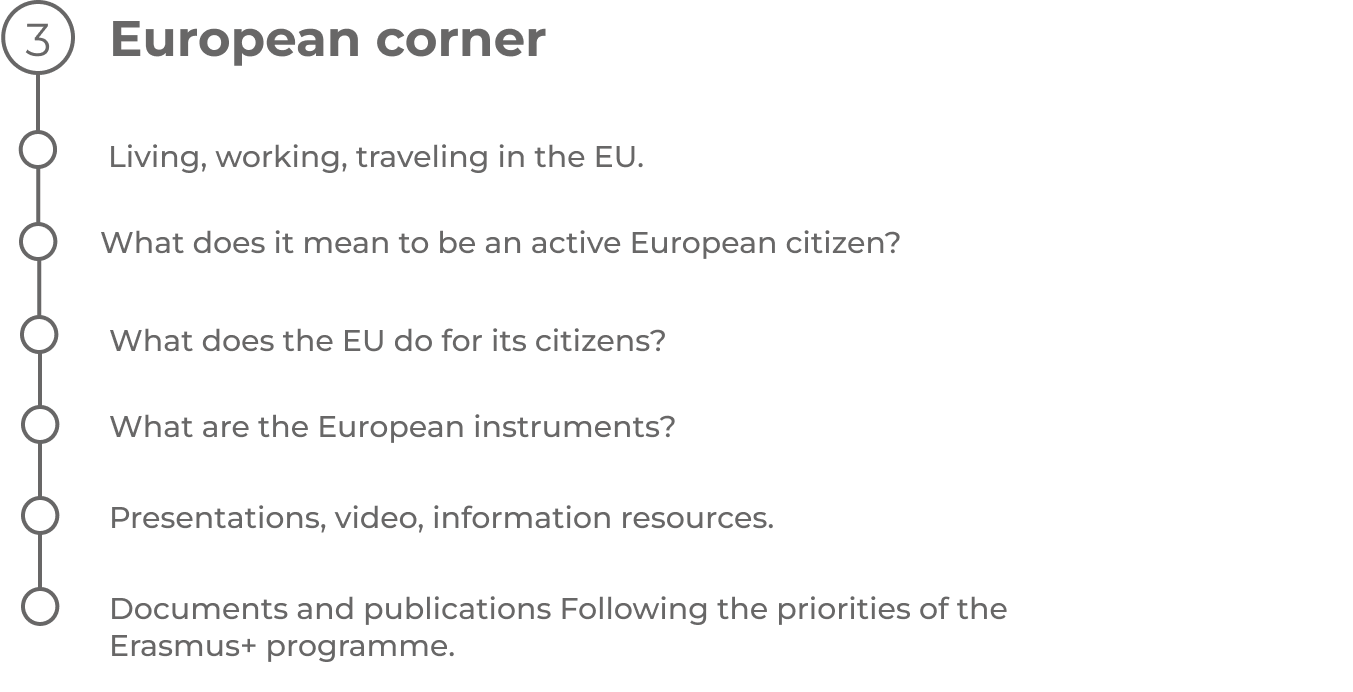 3 European corner
Living, working, traveling in the EU.
What does it mean to be an active European citizen?
What does the EU do for its citizens?
What are the European instruments?
Presentations, video, information resources.
Documents and publications Following the priorities of the
Erasmus+ programme.